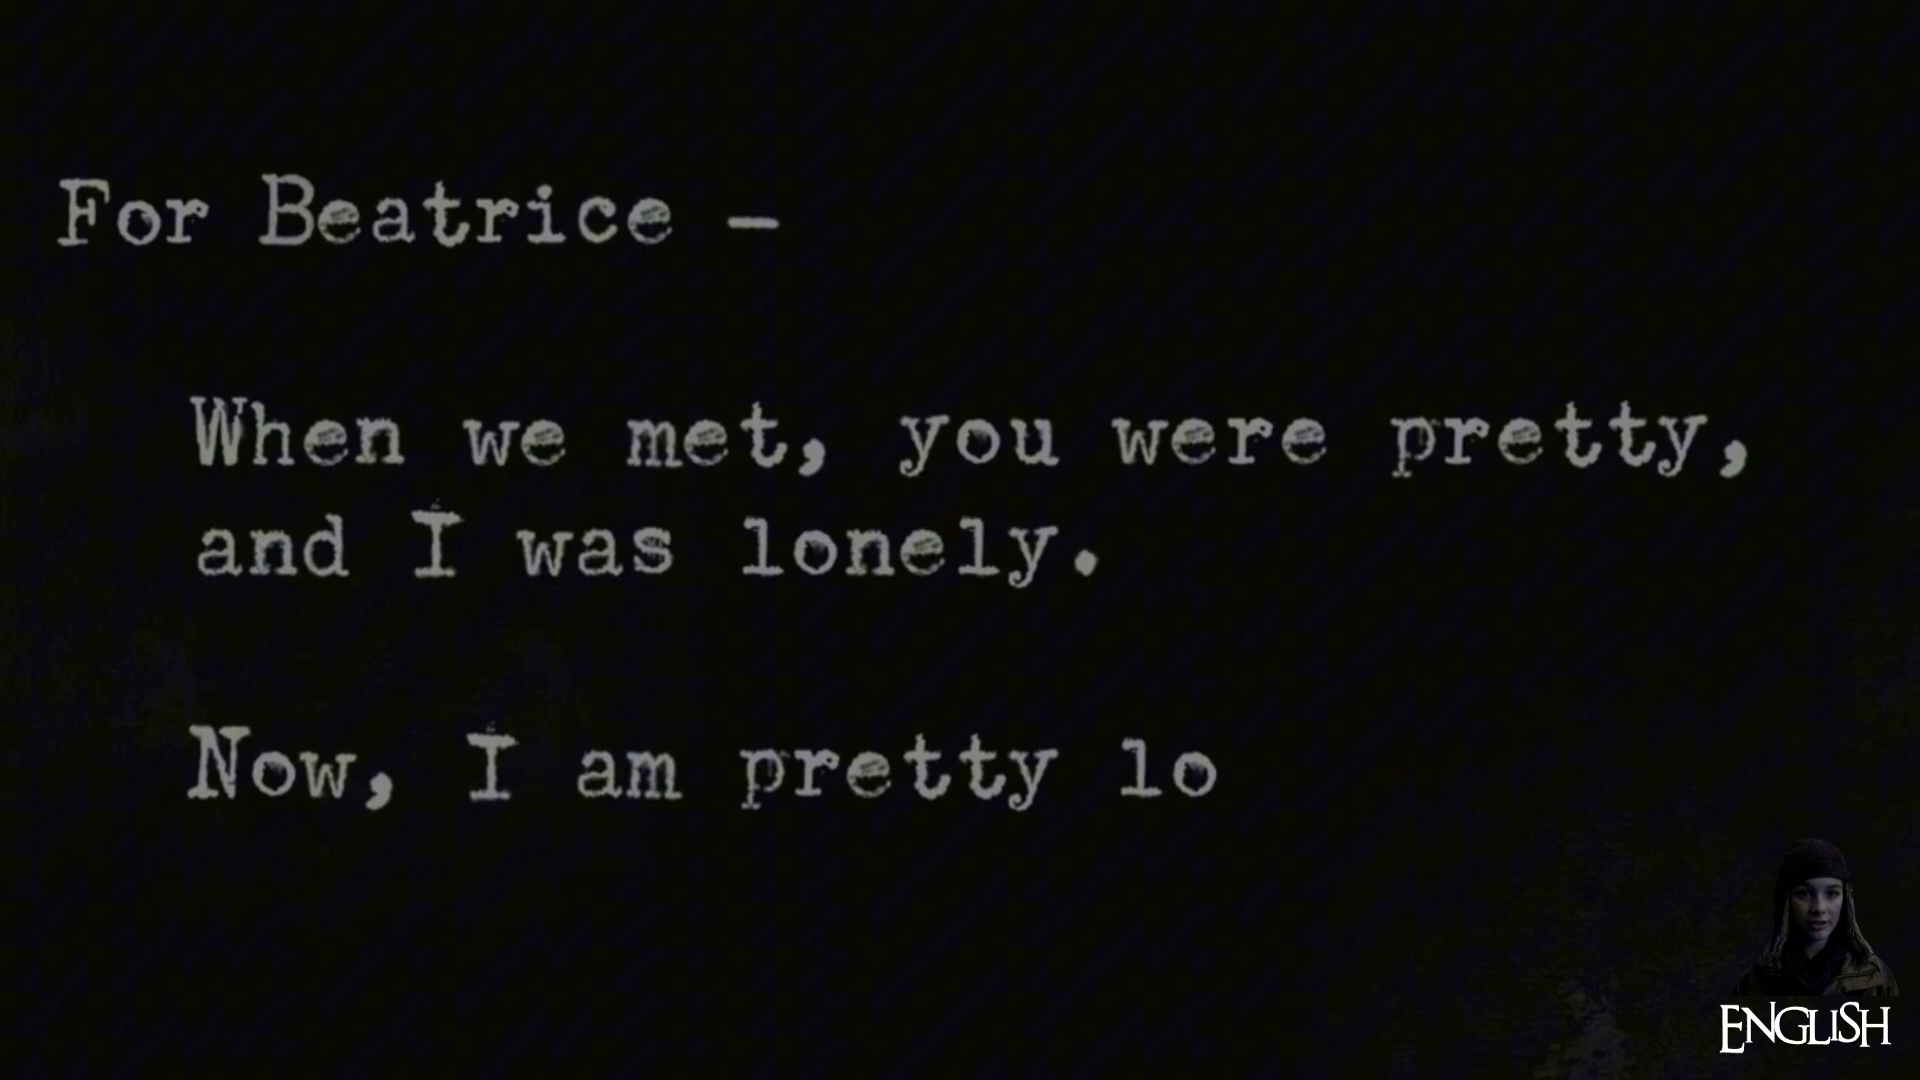 For Beatrice –
When we met, you were pretty,
and I was lonely.
Now, I am pretty lo
ENGLISH